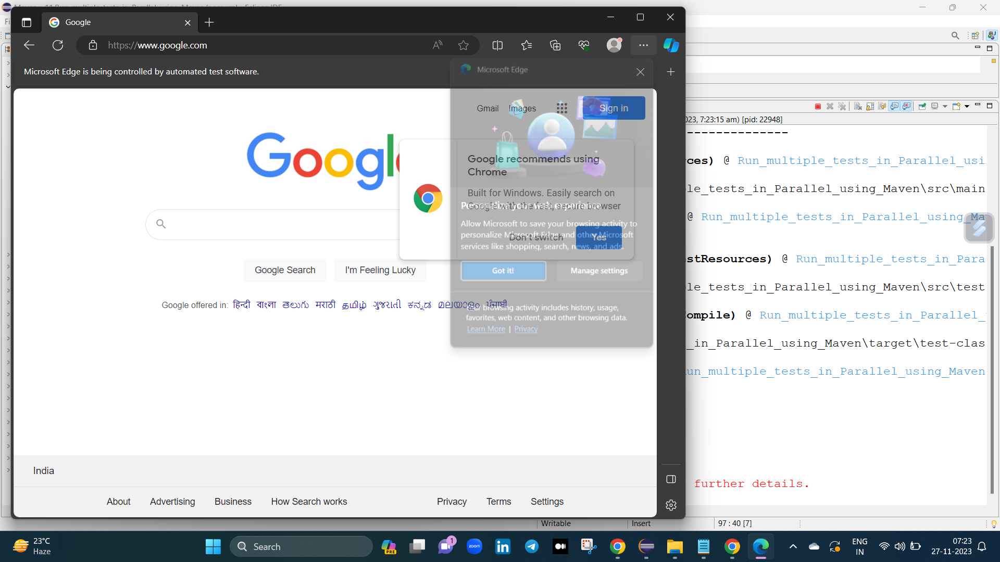 Google
https://www.google.com
Microsoft Edge is being controlled by automated test software.
Microsoft Edge
Gmail Images Sign in
Google
Google recommends using
Chrome
Built for Windows. Easily search on
Google with the fast, secure browser
Don't switch Yes
Personalize your web experience
Allow Microsoft to save your browsing activity to
personalize Microsoft Edge and other Microsoft
services like shopping, search, news, and ads.
Got it! Manage settings
Your browsing activity includes history, usage,
favorites, web content, and other browsing data.
Learn More | Privacy
Google Search I'm Feeling Lucky
Google offered in: हिन्दी বাংলা తెలుగు मराठी தமிழ் ગુજરાતી ಕನ್ನಡ മലയാളം ਪੰਜਾਬੀ
India
About Advertising Business How Search works Privacy Terms Settings
023, 7:23:15 am) [pid: 22948]
--------------
rces) @ Run_multiple_tests_in_Parallel_usi
le_tests_in_Parallel_using_Maven\src\main
@ Run_multiple_tests_in_Parallel_using_Ma
estResources) @ Run_multiple_tests_in_Para
le_tests_in_Parallel_using_Maven\src\test
ompile) @ Run_multiple_tests_in_Parallel_
_in_Parallel_using_Maven\target\test-clas
un_multiple_tests_in_Parallel_using_Maven
further details.
Writable Insert 97 : 40 [7]
23°C
Haze
Search
PRE
1
zoom
ENG
IN
07:23
27-11-2023